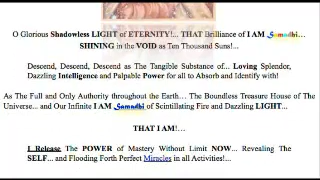 O Glorious Shadowless LIGHT of ETERNITY!... THAT Brilliance of I AM Samadhi...
SHINING in the VOID as Ten Thousand Suns!...
Descend, Descend, Descend as The Tangible Substance of... Loving Splendor,
Dazzling Intelligence and Palpable Power for all to Absorb and Identify with!
As The Full and Only Authority throughout the Earth... The Boundless Treasure House of The
Universe... and Our Infinite I AM Samadhi of Scintillating Fire and Dazzling LIGHT...
THAT I AM!...
I Release The POWER of Mastery Without Limit NOW... Revealing The
SELF... and Flooding Forth Perfect Miracles in all Activities!...